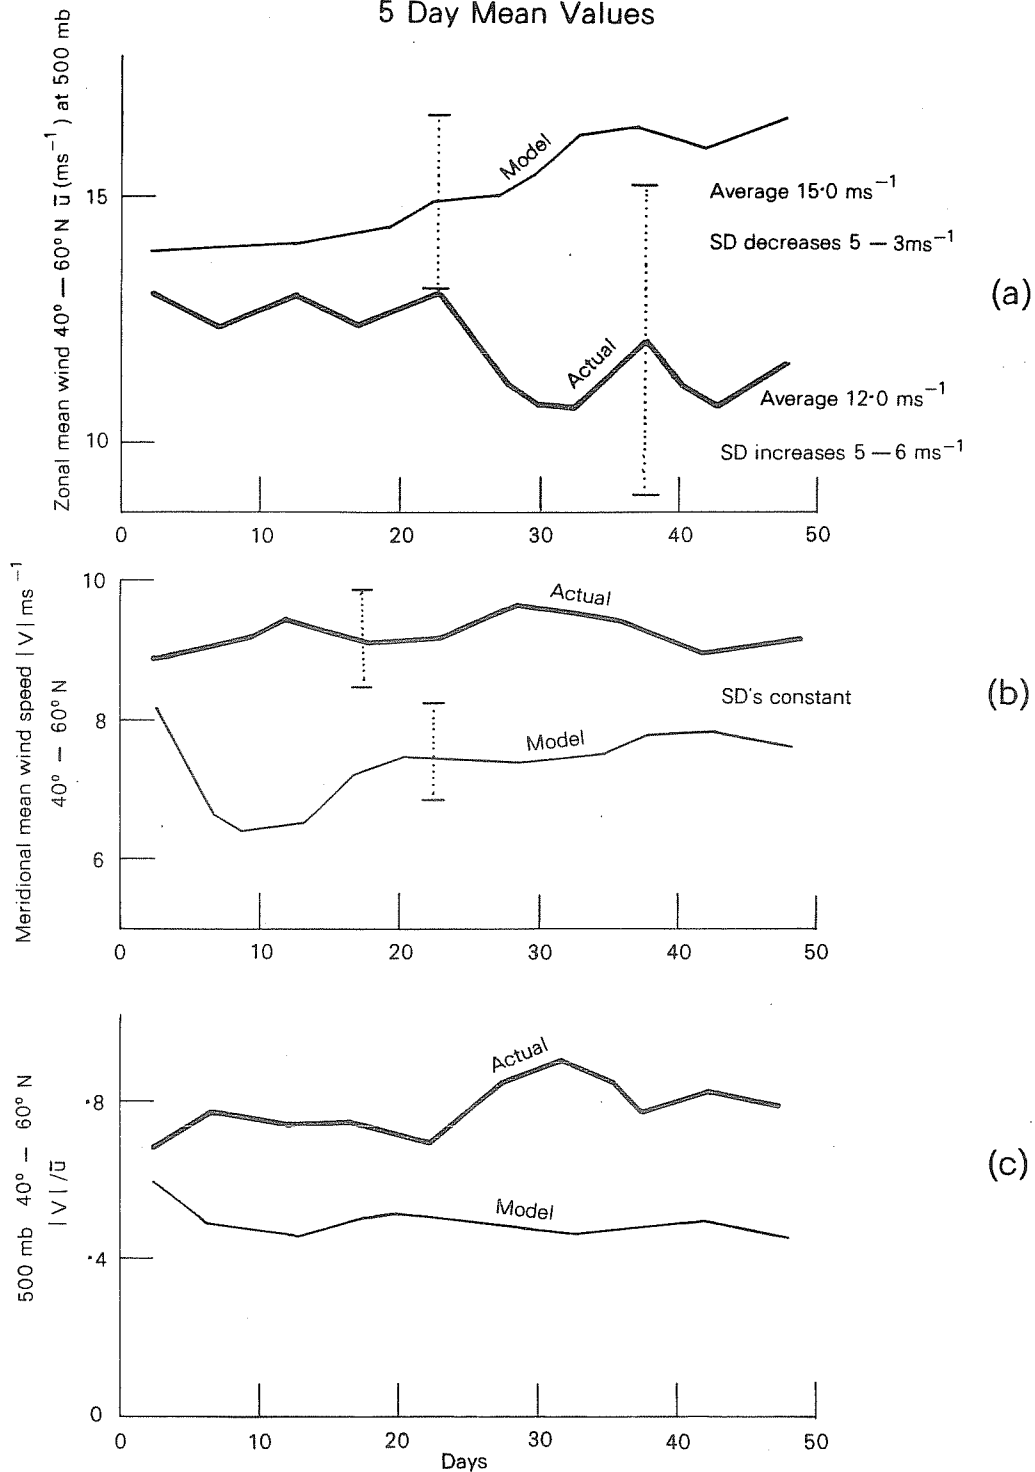 5 Day Mean Values
Zonal mean wind 40° — 60° N u̅ (ms⁻¹) at 500 mb
15
10
Model
Actual
Average 15·0 ms⁻¹
SD decreases 5 — 3ms⁻¹
Average 12·0 ms⁻¹
SD increases 5 — 6 ms⁻¹
(a)
0 10 20 30 40 50
Meridional mean wind speed |V| ms⁻¹
40° — 60° N
10
8
6
Actual
Model
SD's constant
(b)
0 10 20 30 40 50
500 mb 40° — 60° N
|V|/u̅
·8
·4
0
Actual
Model
(c)
0 10 20 30 40 50
Days